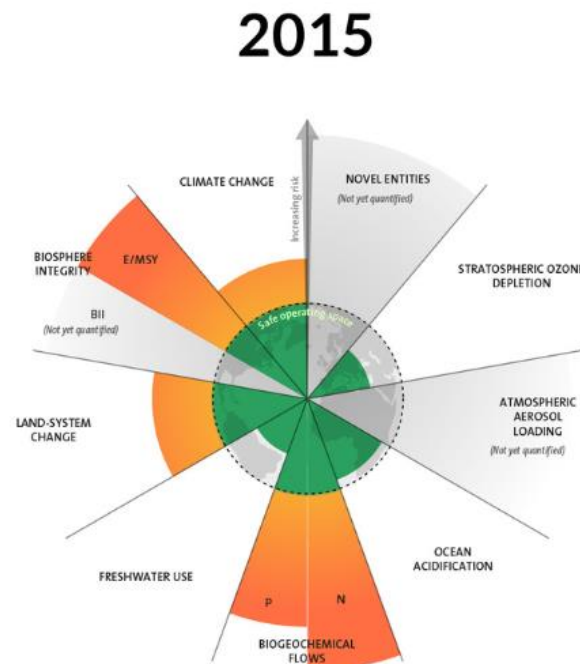 2015
CLIMATE CHANGE
Increasing risk
NOVEL ENTITIES
(Not yet quantified)
STRATOSPHERIC OZONE
DEPLETION
BIOSPHERE
INTEGRITY
E/MSY
BII
(Not yet quantified)
Safe operating space
ATMOSPHERIC
AEROSOL
LOADING
(Not yet quantified)
LAND-SYSTEM
CHANGE
OCEAN
ACIDIFICATION
FRESHWATER USE
P
N
BIOGEOCHEMICAL
FLOWS